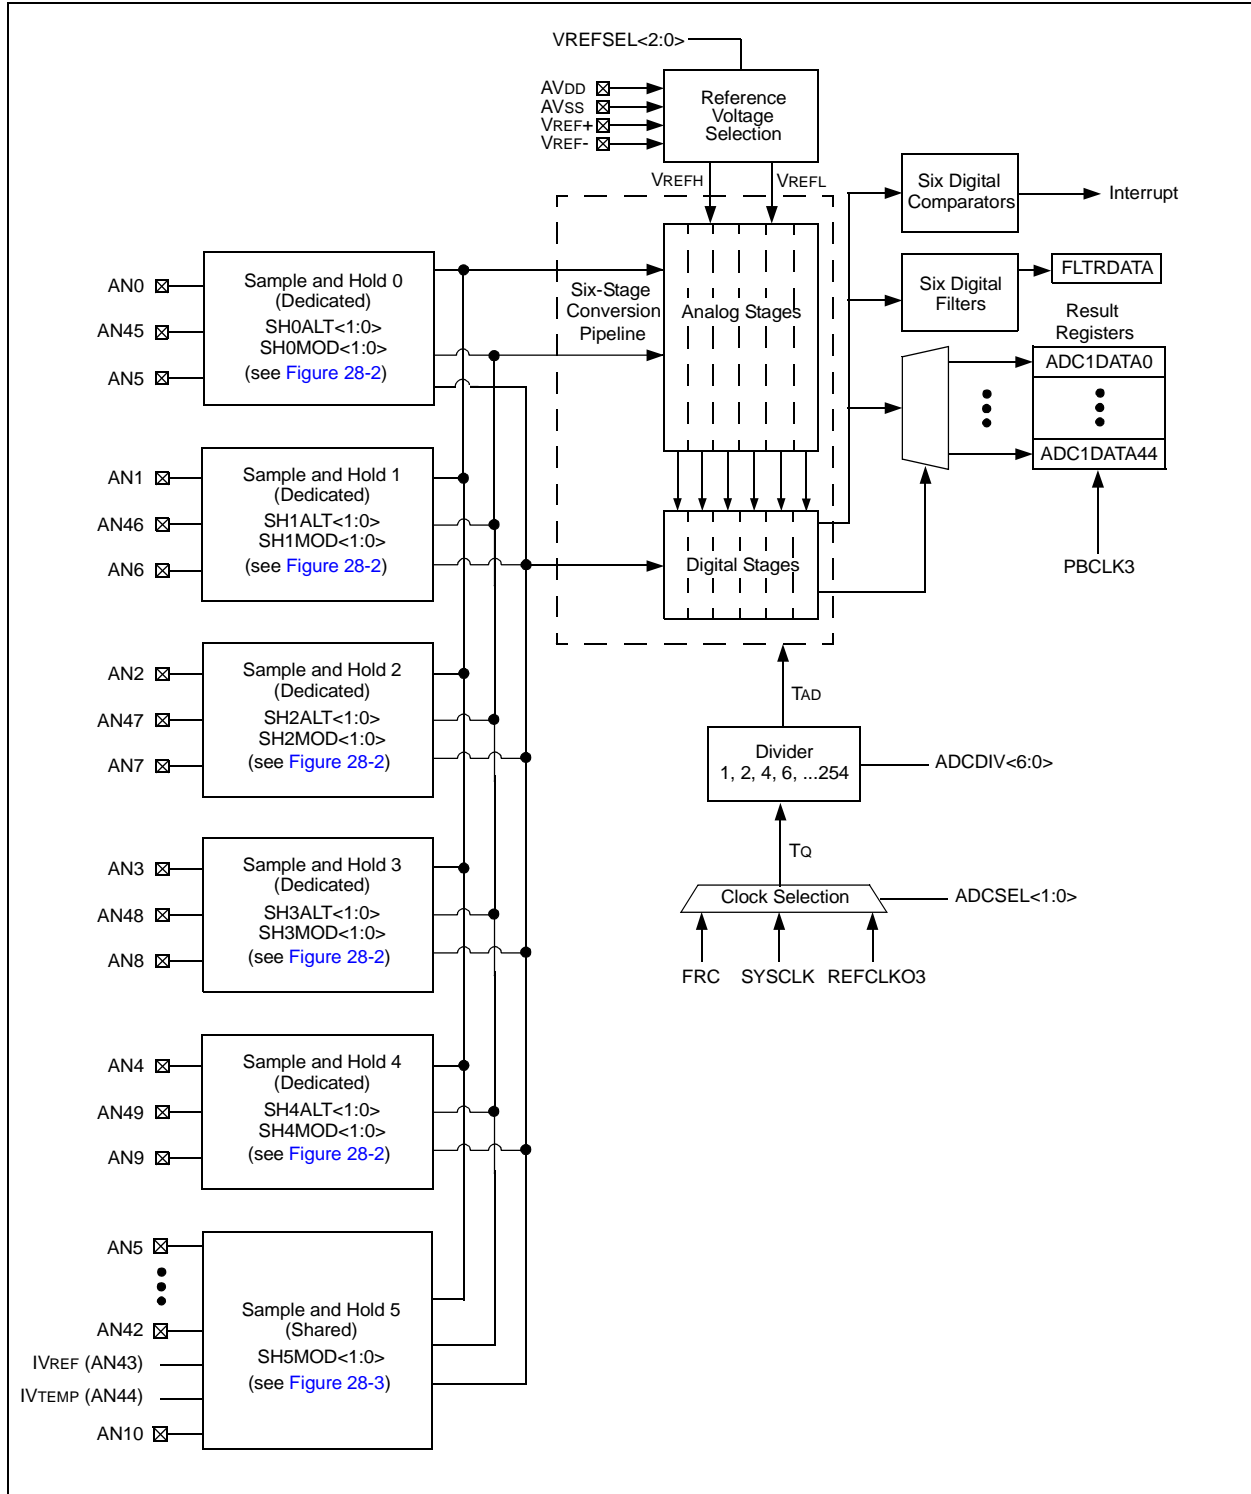 VREFSEL<2:0>
AVDD
AVSS
VREF+
VREF-
Reference
Voltage
Selection
VREFH
VREFL
Six Digital
Comparators
Interrupt
Six Digital
Filters
FLTRDATA
Result
Registers
ADC1DATA0
ADC1DATA44
PBCLK3
Six-Stage
Conversion
Pipeline
Analog Stages
Digital Stages
TAD
Divider
1, 2, 4, 6, ...254
ADCDIV<6:0>
TQ
Clock Selection
ADCSEL<1:0>
FRC
SYSCLK
REFCLKO3
AN0
AN45
AN5
Sample and Hold 0
(Dedicated)
SH0ALT<1:0>
SH0MOD<1:0>
(see Figure 28-2)
AN1
AN46
AN6
Sample and Hold 1
(Dedicated)
SH1ALT<1:0>
SH1MOD<1:0>
(see Figure 28-2)
AN2
AN47
AN7
Sample and Hold 2
(Dedicated)
SH2ALT<1:0>
SH2MOD<1:0>
(see Figure 28-2)
AN3
AN48
AN8
Sample and Hold 3
(Dedicated)
SH3ALT<1:0>
SH3MOD<1:0>
(see Figure 28-2)
AN4
AN49
AN9
Sample and Hold 4
(Dedicated)
SH4ALT<1:0>
SH4MOD<1:0>
(see Figure 28-2)
AN5
AN42
IVREF (AN43)
IVTEMP (AN44)
AN10
Sample and Hold 5
(Shared)
SH5MOD<1:0>
(see Figure 28-3)